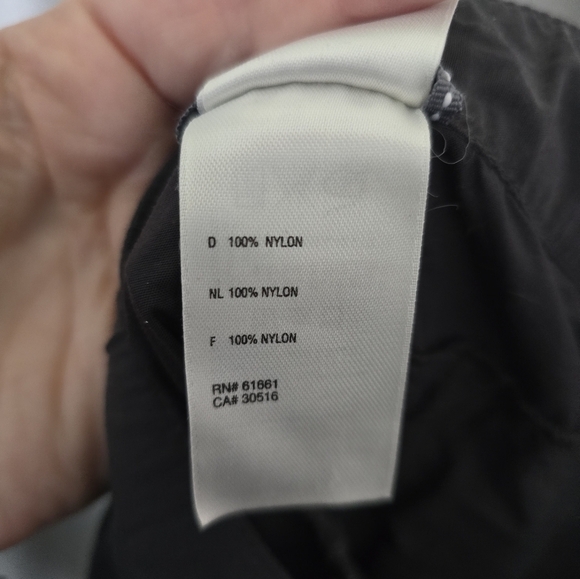 D 100% NYLON
NL 100% NYLON
F 100% NYLON
RN# 61661
CA# 30516